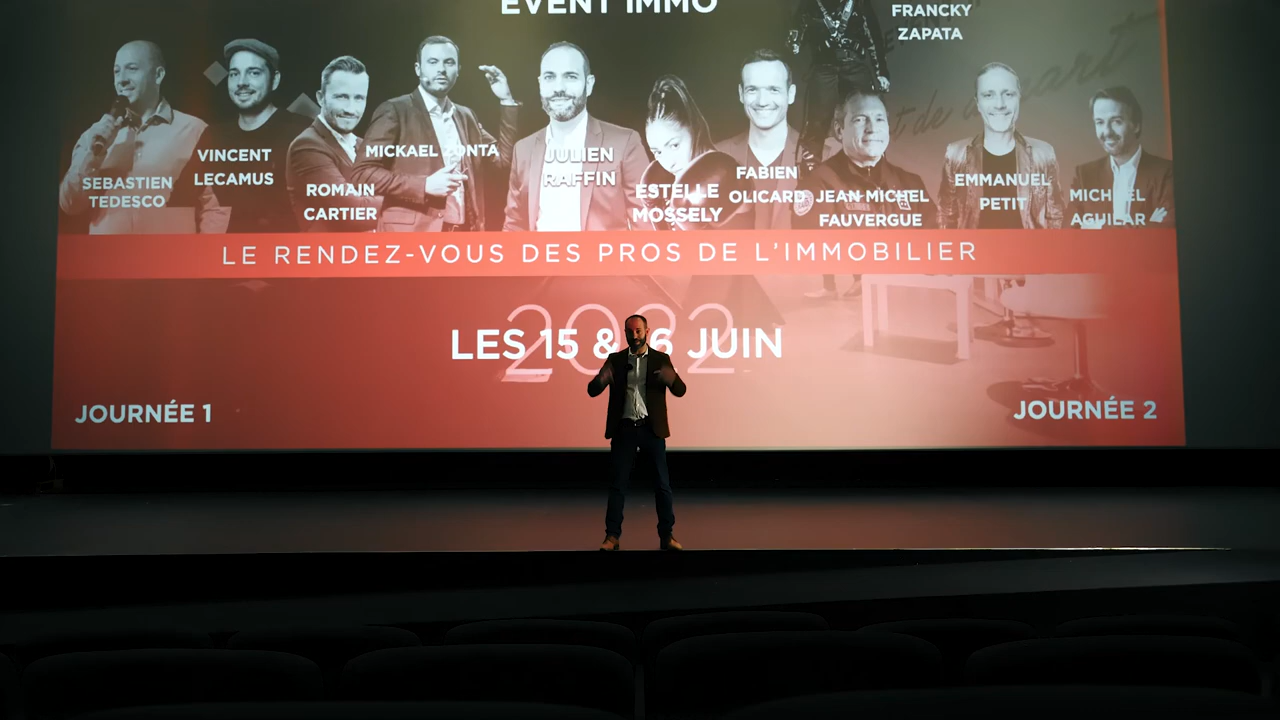 EVENT IMMO
FRANCKY
ZAPATA
SEBASTIEN
TEDESCO
VINCENT
LECAMUS
ROMAIN
CARTIER
MICKAEL ZONTA
JULIEN
RAFFIN
ESTELLE
MOSSELY
FABIEN
OLICARD
JEAN-MICHEL
FAUVERGUE
EMMANUEL
PETIT
MICHAEL
AGUILAR
LE RENDEZ-VOUS DES PROS DE L'IMMOBILIER
2022
LES 15 & 16 JUIN
JOURNÉE 1
JOURNÉE 2